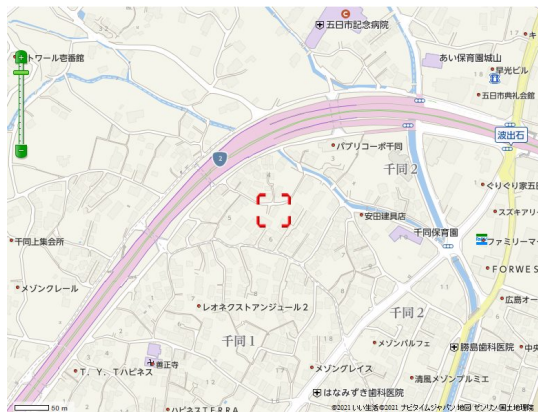 五日市記念病院
キ
トワール壱番館
あい保育園城山
早光ビル
五日市典礼会館
波出石
パブリコーポ千同
2
千同2
ぐりぐり家五
スズキアリ
安田建具店
千同保育園
千同上集会所
ファミリーマ
FORWES
メゾンクレール
広島オー
レオネクストアンジュール2
千同2
千同1
メゾンパルフェ
勝島歯科医院
中央
善正寺
T.Y.Tハピネス
メゾングレイス
清風メゾンプルミエ
はなみずき歯科医院
50 m
ハピネスTERRA
©2021 いい生活©2021 ナビタイムジャパン 地図 ゼンリン 国土地理院